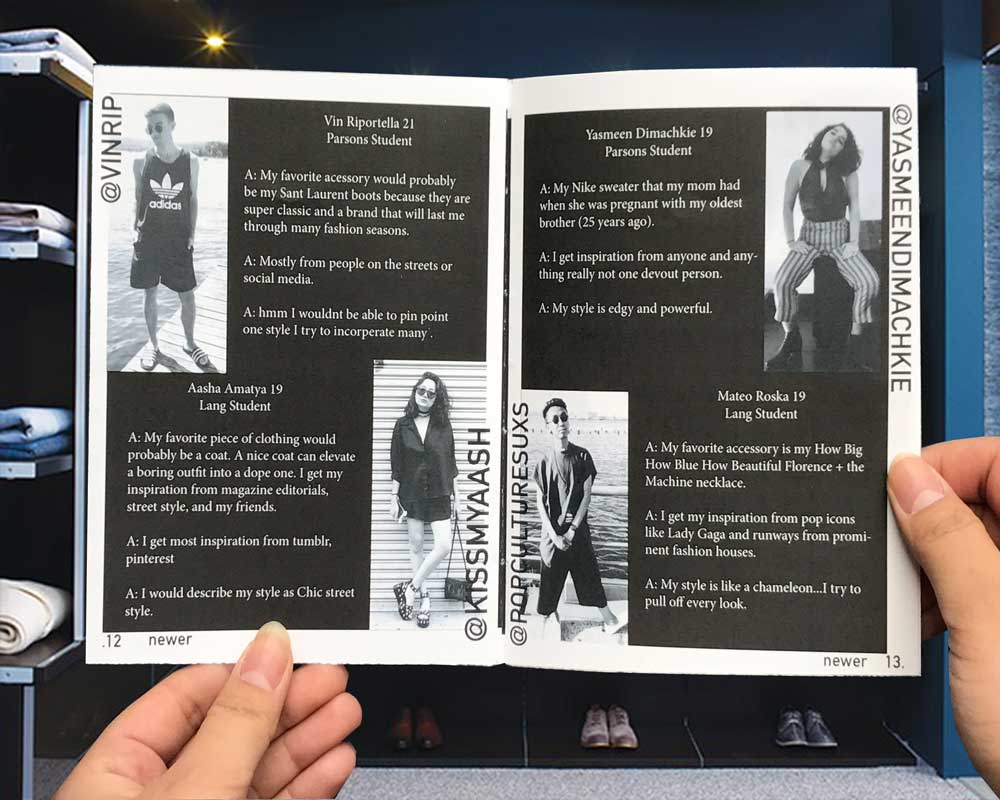 @VINRIP
adidas
Vin Riportella 21
Parsons Student
A: My favorite acessory would probably
be my Sant Laurent boots because they are
super classic and a brand that will last me
through many fashion seasons.
A: Mostly from people on the streets or
social media.
A: hmm I wouldnt be able to pin point
one style I try to incorperate many .
Aasha Amatya 19
Lang Student
A: My favorite piece of clothing would
probably be a coat. A nice coat can elevate
a boring outfit into a dope one. I get my
inspiration from magazine editorials,
street style, and my friends.
A: I get most inspiration from tumblr,
pinterest
A: I would describe my style as Chic street
style.
@KISSMYAASH
.12 newer
Yasmeen Dimachkie 19
Parsons Student
A: My Nike sweater that my mom had
when she was pregnant with my oldest
brother (25 years ago).
A: I get inspiration from anyone and any-
thing really not one devout person.
A: My style is edgy and powerful.
@YASMEENDIMACHKIE
@POPCULTURESUXS
Mateo Roska 19
Lang Student
A: My favorite accessory is my How Big
How Blue How Beautiful Florence + the
Machine necklace.
A: I get my inspiration from pop icons
like Lady Gaga and runways from promi-
nent fashion houses.
A: My style is like a chameleon...I try to
pull off every look.
newer 13.